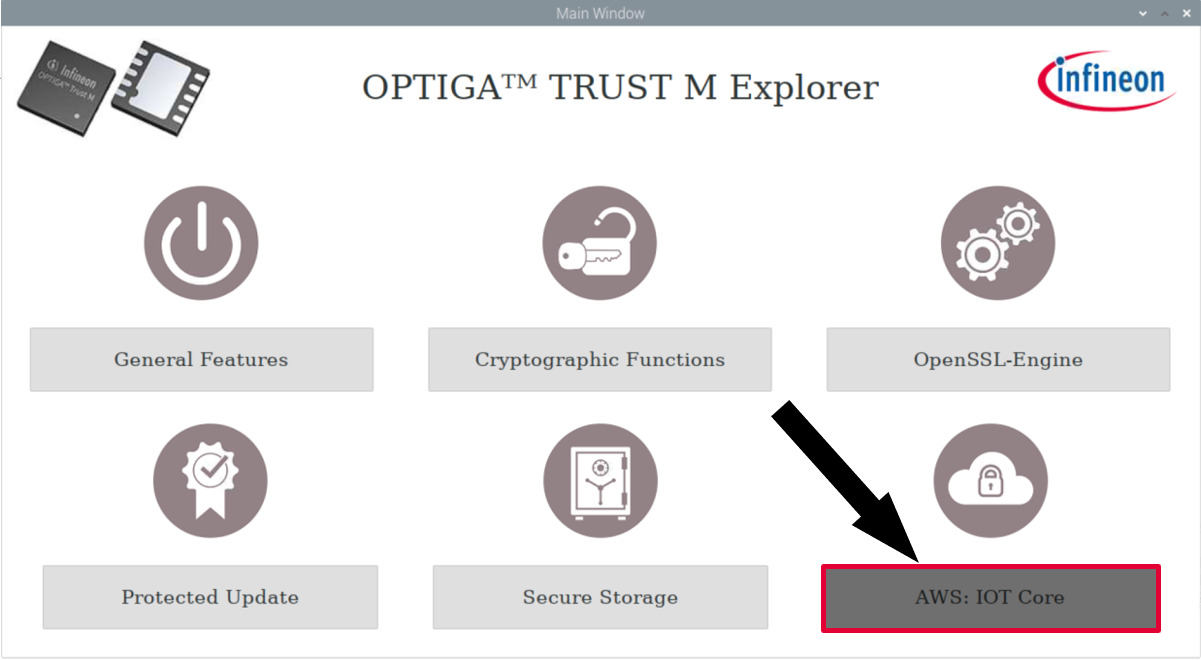 Main Window
infineon
OPTIGA™ Trust M
OPTIGA™ TRUST M Explorer
infineon
General Features
Cryptographic Functions
OpenSSL-Engine
Protected Update
Secure Storage
AWS: IOT Core